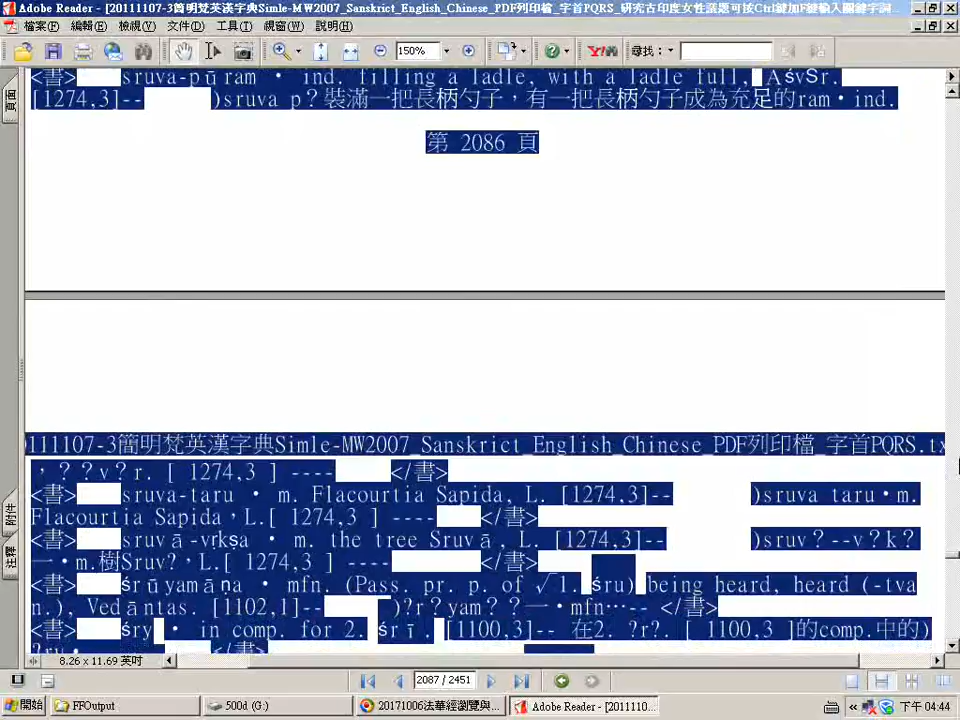 Adobe Reader - [20111107-3簡明梵英漢字典Simle-MW2007_Sanskrict_English_Chinese_PDF列印檔_字首PQRS_研究古印度女性議題可按Ctrl鍵加F鍵輸入關鍵字詞...
檔案(F) 編輯(E) 檢視(V) 文件(D) 工具(T) 視窗(W) 說明(H)
150% 尋找：
<書> sruva-pūram • ind. filling a ladle, with a ladle full, ĀśvŚr.
[1274,3]-- )sruva p？裝滿一把長柄勺子，有一把長柄勺子成為充足的ram•ind.
第 2086 頁
111107-3簡明梵英漢字典Simle-MW2007_Sanskrict_English_Chinese_PDF列印檔_字首PQRS.tx
，？？v？r. [ 1274,3 ] ---- </書>
<書> sruva-taru • m. Flacourtia Sapida, L. [1274,3]-- )sruva taru•m.
Flacourtia Sapida，L.[ 1274,3 ] ---- </書>
<書> sruvā-vṛkṣa • m. the tree Sruvā, L. [1274,3]-- )sruv？--v？k？
一•m.樹Sruv?，L.[ 1274,3 ] ---- </書>
<書> śrūyamāṇa • mfn. (Pass. pr. p. of √1. śru) being heard, heard (-tva
n.), Vedāntas. [1102,1]-- )?r？yam？？一•mfn…-- </書>
<書> śry • in comp. for 2. śrī. [1100,3]-- 在2. ?r?. [ 1100,3 ]的comp.中的)
?ry• </書>
頁面
附件
注釋
8.26 x 11.69 英吋
2087 / 2451
開始 FFOutput 500d (G:) 20171006法華經瀏覽與... Adobe Reader - [2011110... 下午 04:44